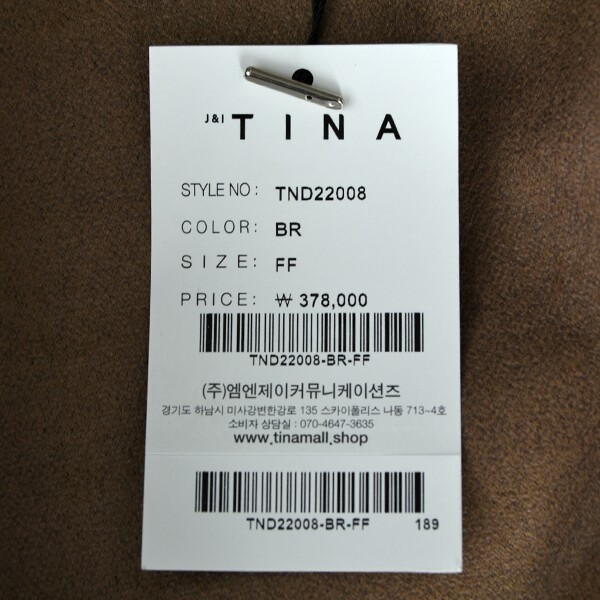 J&I TINA
STYLE NO: TND22008
COLOR: BR
SIZE: FF
PRICE: ₩ 378,000
TND22008-BR-FF
(주)엠엔제이커뮤니케이션즈
경기도 하남시 미사강변한강로 135 스카이폴리스 나동 713~4호
소비자 상담실 : 070-4647-3635
www.tinamall.shop
TND22008-BR-FF 189